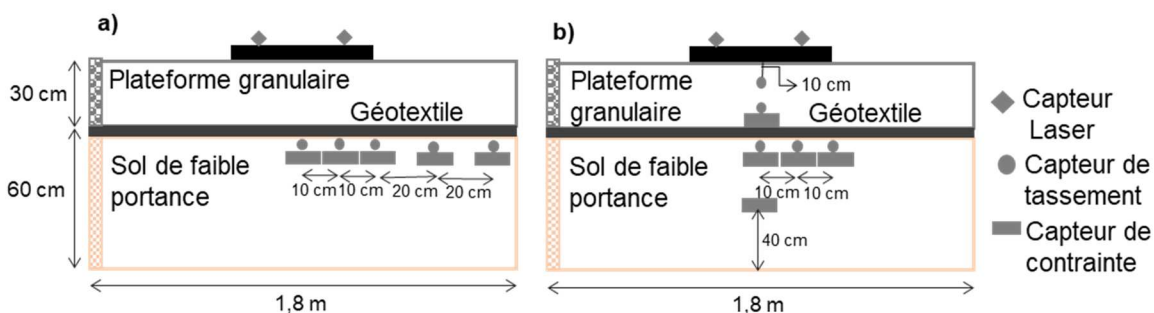 a)
Plateforme granulaire
Géotextile
30 cm
Sol de faible
portance
60 cm
10 cm
10 cm
20 cm
20 cm
1,8 m
b)
Plateforme
granulaire
10 cm
Géotextile
Sol de faible
portance
10 cm
10 cm
40 cm
1,8 m
Capteur
Laser
Capteur de
tassement
Capteur de
contrainte